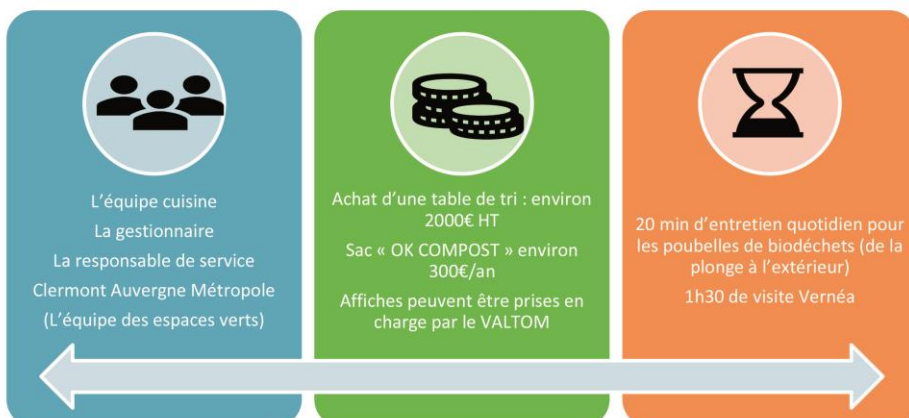 L'équipe cuisine
La gestionnaire
La responsable de service
Clermont Auvergne Métropole
(L'équipe des espaces verts)
Achat d'une table de tri : environ
2000€ HT
Sac « OK COMPOST » environ
300€/an
Affiches peuvent être prises en
charge par le VALTOM
20 min d'entretien quotidien pour
les poubelles de biodéchets (de la
plonge à l'extérieur)
1h30 de visite Vernéa